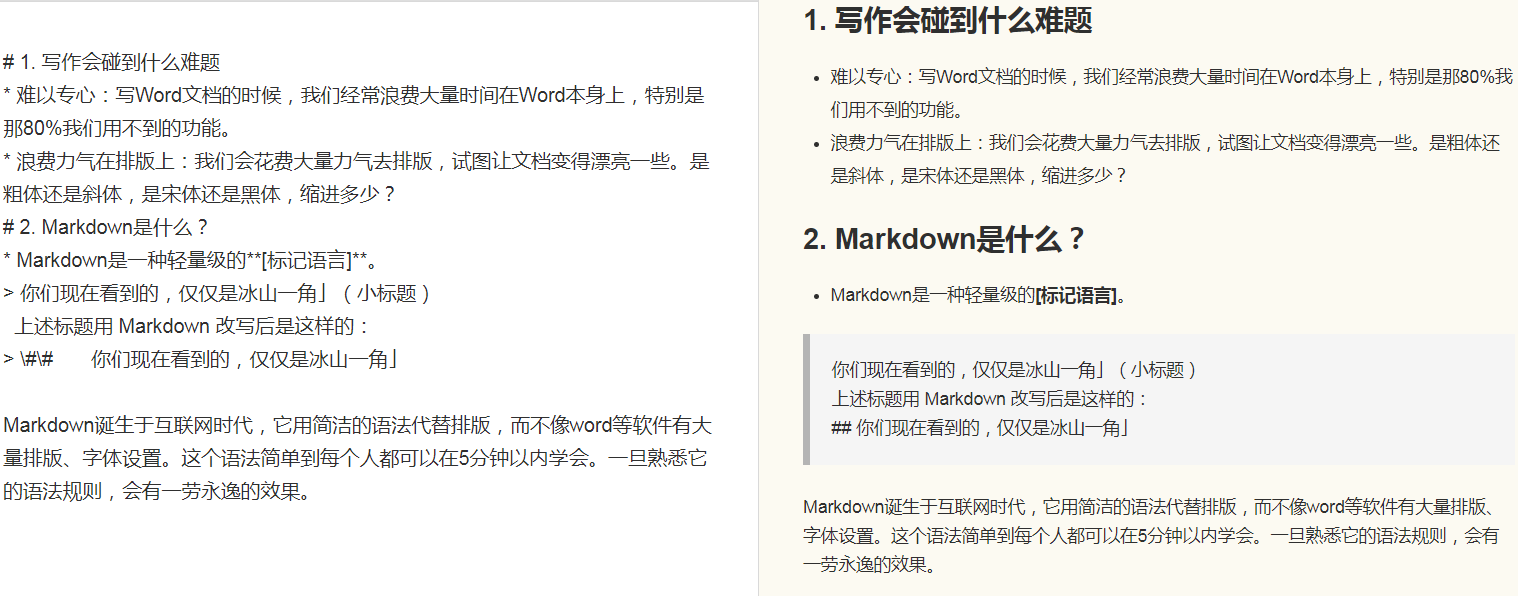 # 1. 写作会碰到什么难题
* 难以专心：写Word文档的时候，我们经常浪费大量时间在Word本身上，特别是
那80%我们用不到的功能。
* 浪费力气在排版上：我们会花费大量力气去排版，试图让文档变得漂亮一些。是
粗体还是斜体，是宋体还是黑体，缩进多少？
# 2. Markdown是什么？
* Markdown是一种轻量级的**[标记语言]**。
> 你们现在看到的，仅仅是冰山一角」（小标题）
上述标题用 Markdown 改写后是这样的：
> \#\# 你们现在看到的，仅仅是冰山一角」
Markdown诞生于互联网时代，它用简洁的语法代替排版，而不像word等软件有大
量排版、字体设置。这个语法简单到每个人都可以在5分钟以内学会。一旦熟悉它
的语法规则，会有一劳永逸的效果。
1. 写作会碰到什么难题
• 难以专心：写Word文档的时候，我们经常浪费大量时间在Word本身上，特别是那80%我
们用不到的功能。
• 浪费力气在排版上：我们会花费大量力气去排版，试图让文档变得漂亮一些。是粗体还
是斜体，是宋体还是黑体，缩进多少？
2. Markdown是什么？
• Markdown是一种轻量级的[标记语言]。
你们现在看到的，仅仅是冰山一角」（小标题）
上述标题用 Markdown 改写后是这样的：
## 你们现在看到的，仅仅是冰山一角」
Markdown诞生于互联网时代，它用简洁的语法代替排版，而不像word等软件有大量排版、
字体设置。这个语法简单到每个人都可以在5分钟以内学会。一旦熟悉它的语法规则，会有
一劳永逸的效果。